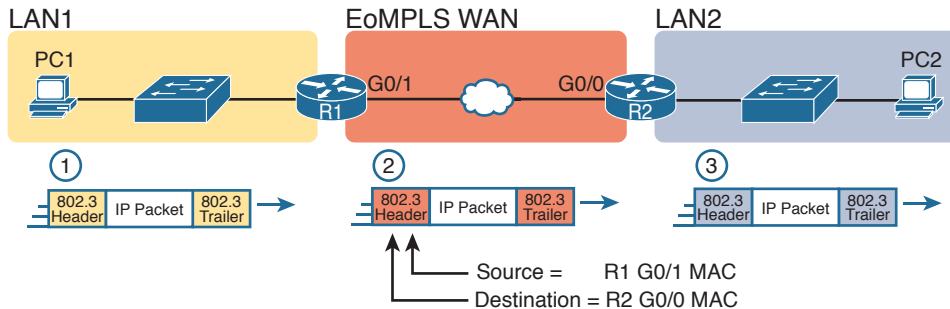 LAN1
EoMPLS WAN
LAN2
PC1
G0/1
G0/0
PC2
R1
R2
1
2
3
802.3 Header
IP Packet
802.3 Trailer
802.3 Header
IP Packet
802.3 Trailer
802.3 Header
IP Packet
802.3 Trailer
Source = R1 G0/1 MAC
Destination = R2 G0/0 MAC